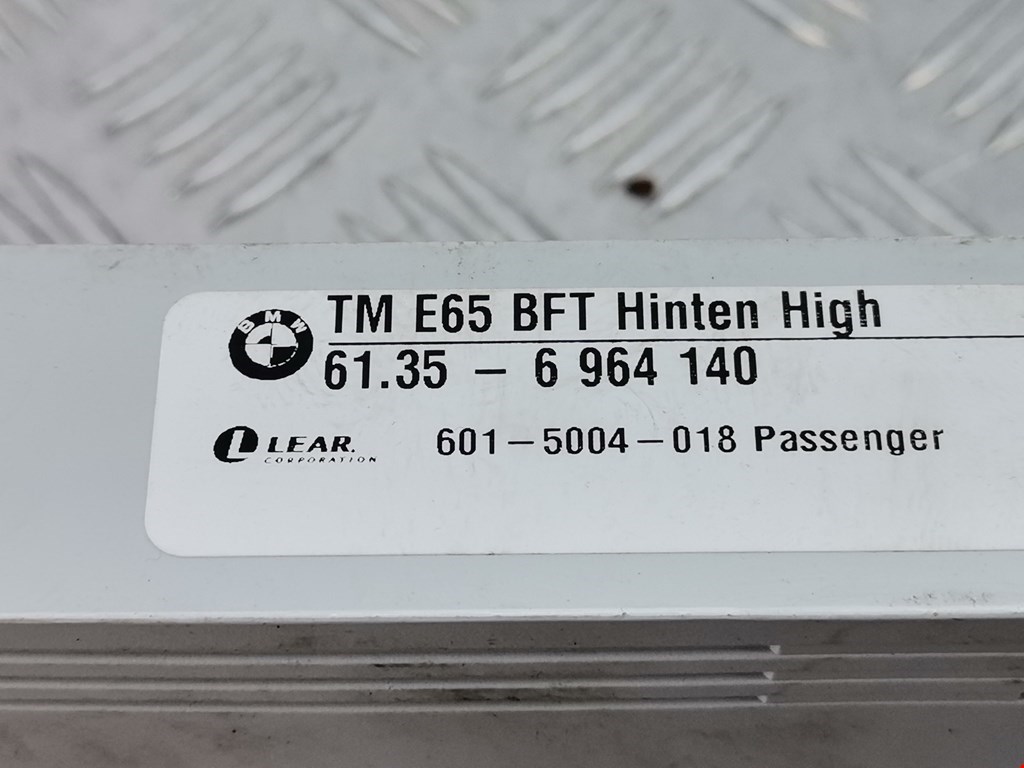 BMW
TM E65 BFT Hinten High
61.35 – 6 964 140
L LEAR.
CORPORATION
601-5004-018 Passenger